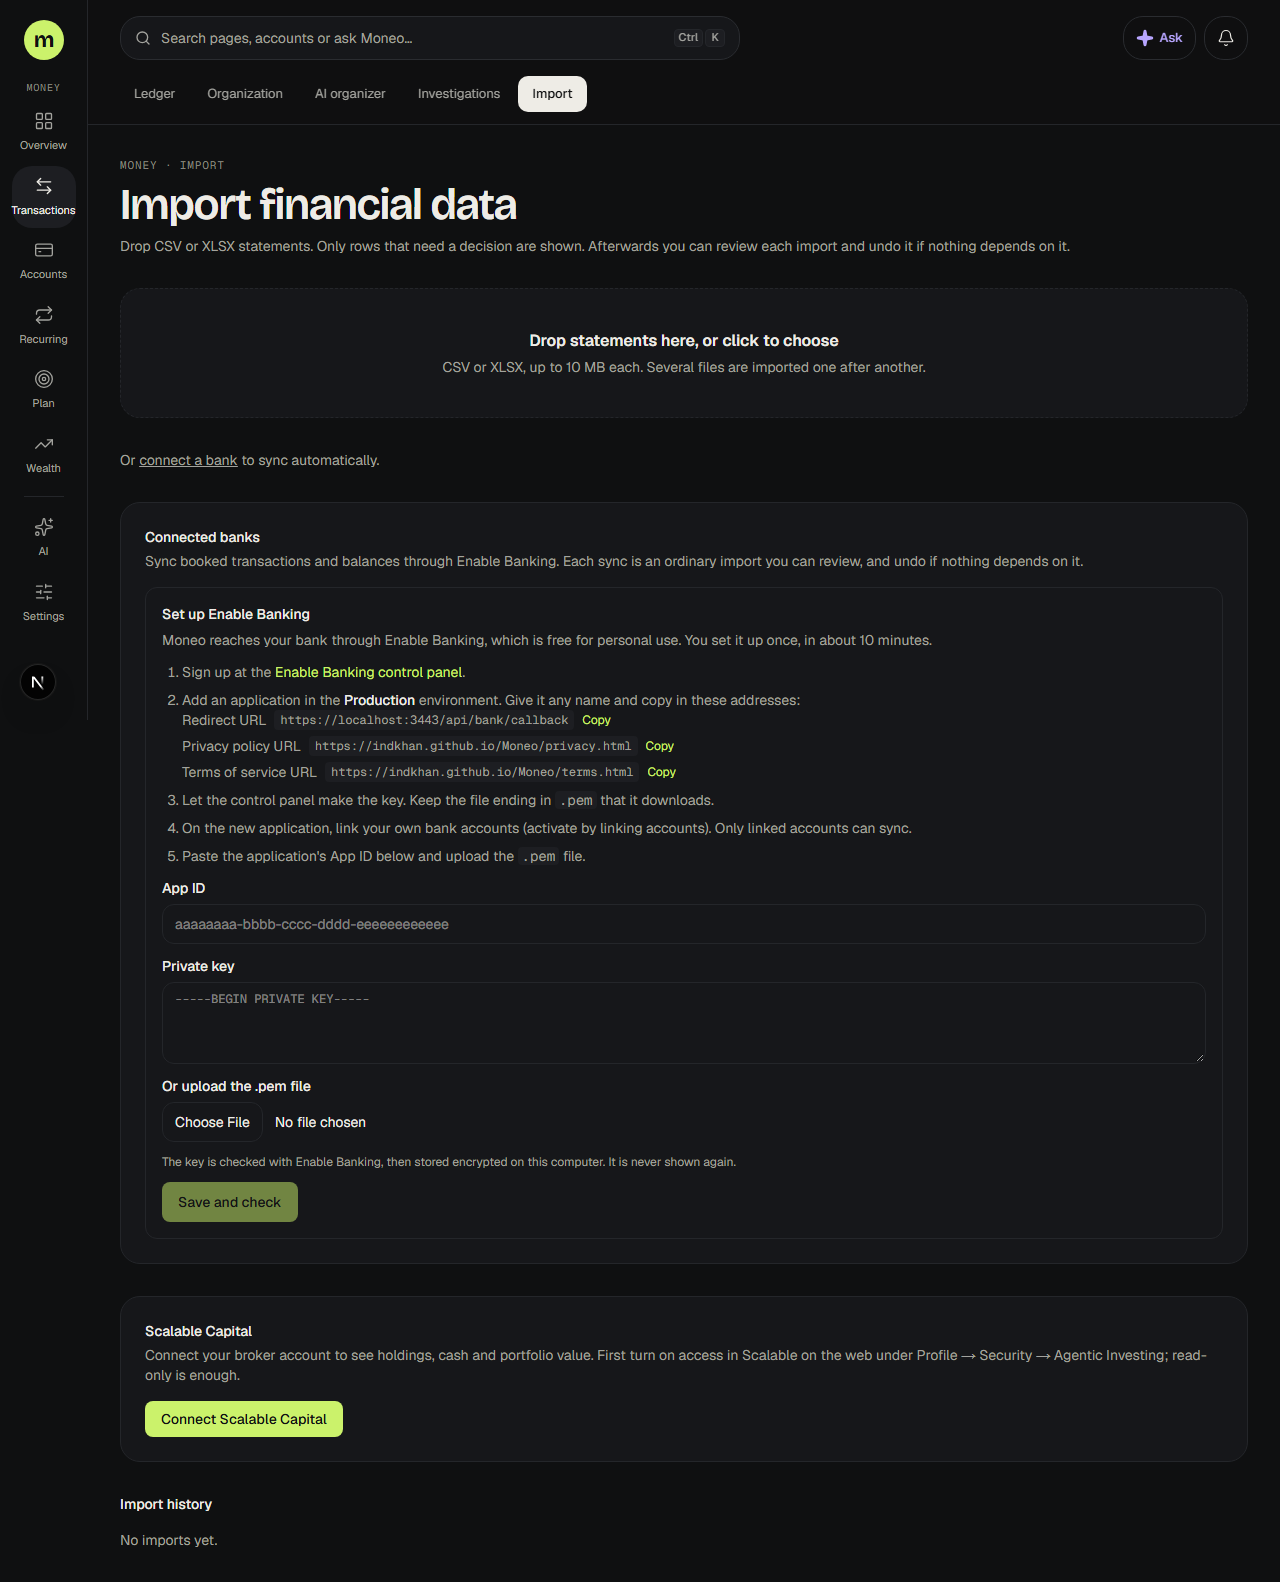 m
Search pages, accounts or ask Moneo...
Ctrl K
Ask
MONEY
Overview
Transactions
Accounts
Recurring
Plan
Wealth
AI
Settings
N
Ledger
Organization
AI organizer
Investigations
Import
MONEY · IMPORT
Import financial data
Drop CSV or XLSX statements. Only rows that need a decision are shown. Afterwards you can review each import and undo it if nothing depends on it.
Drop statements here, or click to choose
CSV or XLSX, up to 10 MB each. Several files are imported one after another.
Or connect a bank to sync automatically.
Connected banks
Sync booked transactions and balances through Enable Banking. Each sync is an ordinary import you can review, and undo if nothing depends on it.
Set up Enable Banking
Moneo reaches your bank through Enable Banking, which is free for personal use. You set it up once, in about 10 minutes.
1. Sign up at the Enable Banking control panel.
2. Add an application in the Production environment. Give it any name and copy in these addresses:
Redirect URL https://localhost:3443/api/bank/callback Copy
Privacy policy URL https://indkhan.github.io/Moneo/privacy.html Copy
Terms of service URL https://indkhan.github.io/Moneo/terms.html Copy
3. Let the control panel make the key. Keep the file ending in .pem that it downloads.
4. On the new application, link your own bank accounts (activate by linking accounts). Only linked accounts can sync.
5. Paste the application's App ID below and upload the .pem file.
App ID
aaaaaaaa-bbbb-cccc-dddd-eeeeeeeeeeee
Private key
-----BEGIN PRIVATE KEY-----
Or upload the .pem file
Choose File No file chosen
The key is checked with Enable Banking, then stored encrypted on this computer. It is never shown again.
Save and check
Scalable Capital
Connect your broker account to see holdings, cash and portfolio value. First turn on access in Scalable on the web under Profile → Security → Agentic Investing; read-
only is enough.
Connect Scalable Capital
Import history
No imports yet.